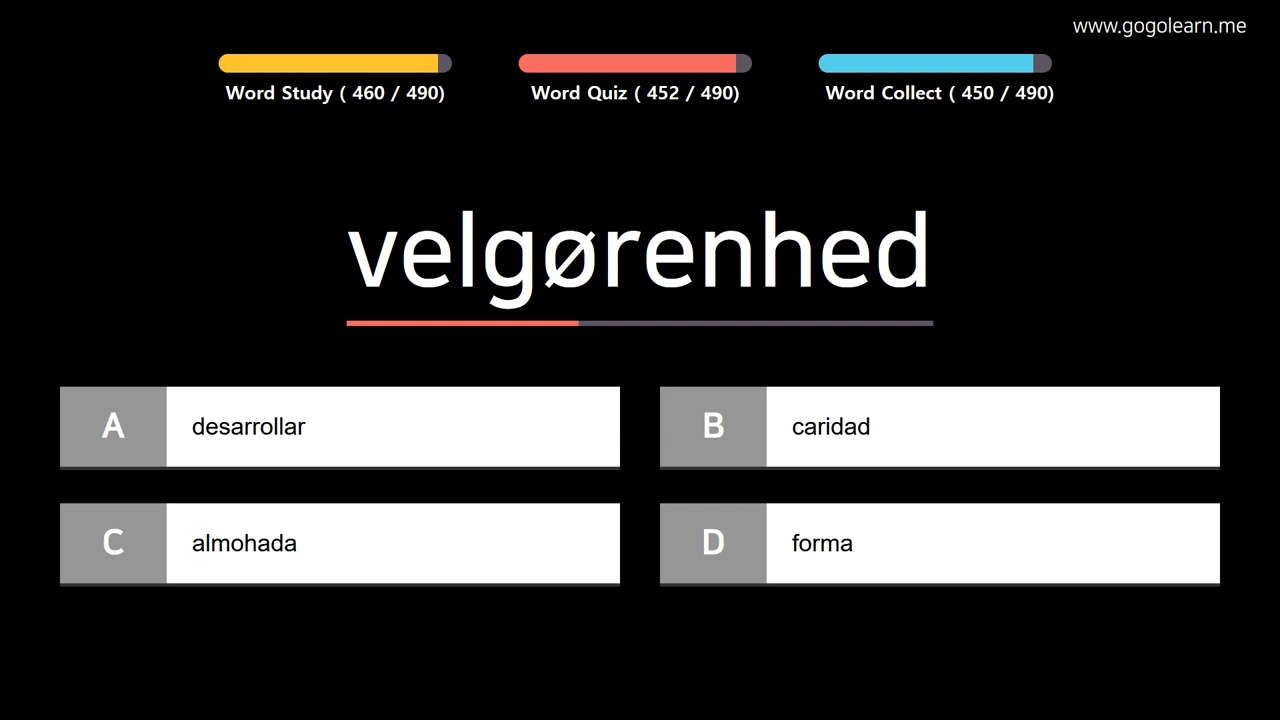 www.gogolearn.me
Word Study ( 460 / 490)
Word Quiz ( 452 / 490)
Word Collect ( 450 / 490)
velgørenhed
A
desarrollar
B
caridad
C
almohada
D
forma